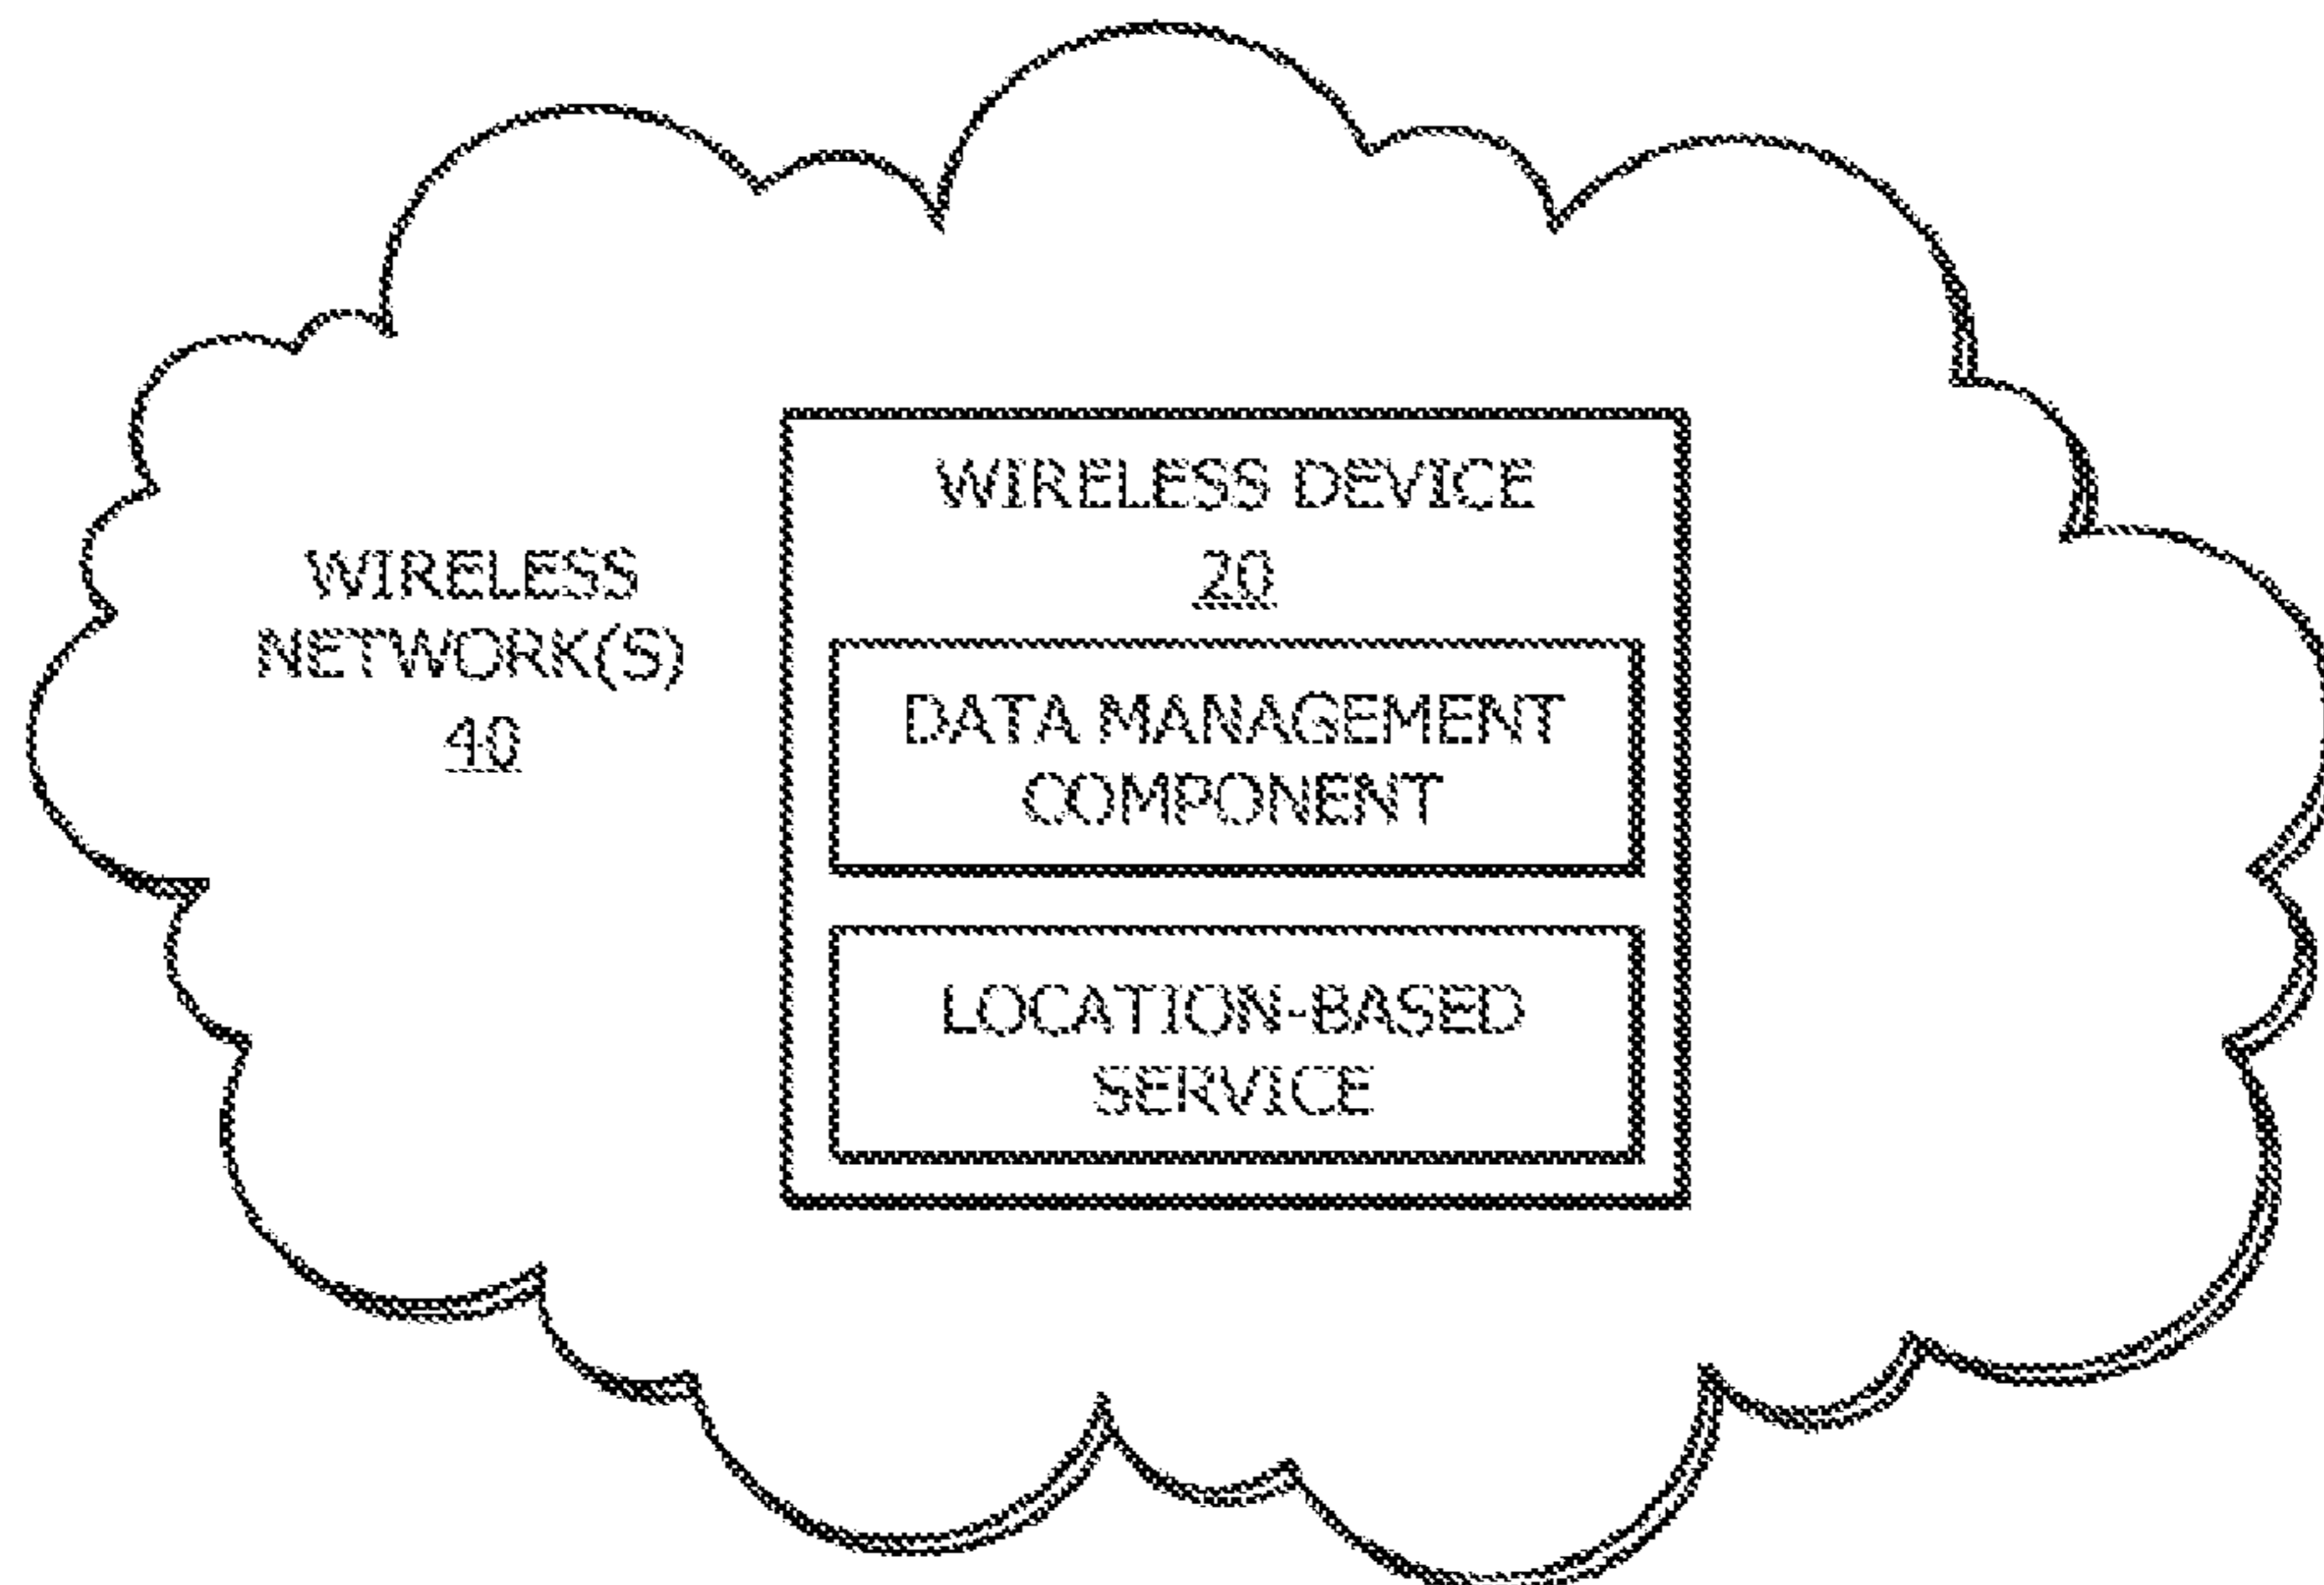 WIRELESS
NETWORK(S)
40
WIRELESS DEVICE
20
DATA MANAGEMENT
COMPONENT
LOCATION-BASED
SERVICE